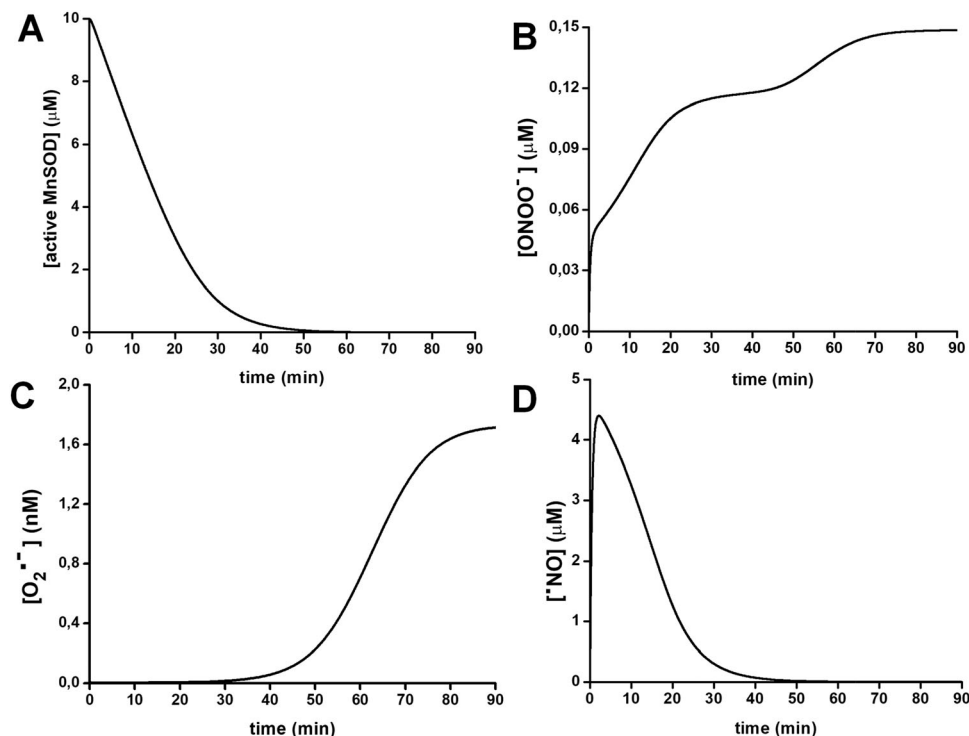 A
[active MnSOD] (μM)
10
8
6
4
2
0
0 10 20 30 40 50 60 70 80 90
time (min)
B
[ONOO⁻] (μM)
0,15
0,12
0,09
0,06
0,03
0,00
0 10 20 30 40 50 60 70 80 90
time (min)
C
[O₂•⁻] (nM)
2,0
1,6
1,2
0,8
0,4
0,0
0 10 20 30 40 50 60 70 80 90
time (min)
D
[•NO] (μM)
5
4
3
2
1
0
0 10 20 30 40 50 60 70 80 90
time (min)